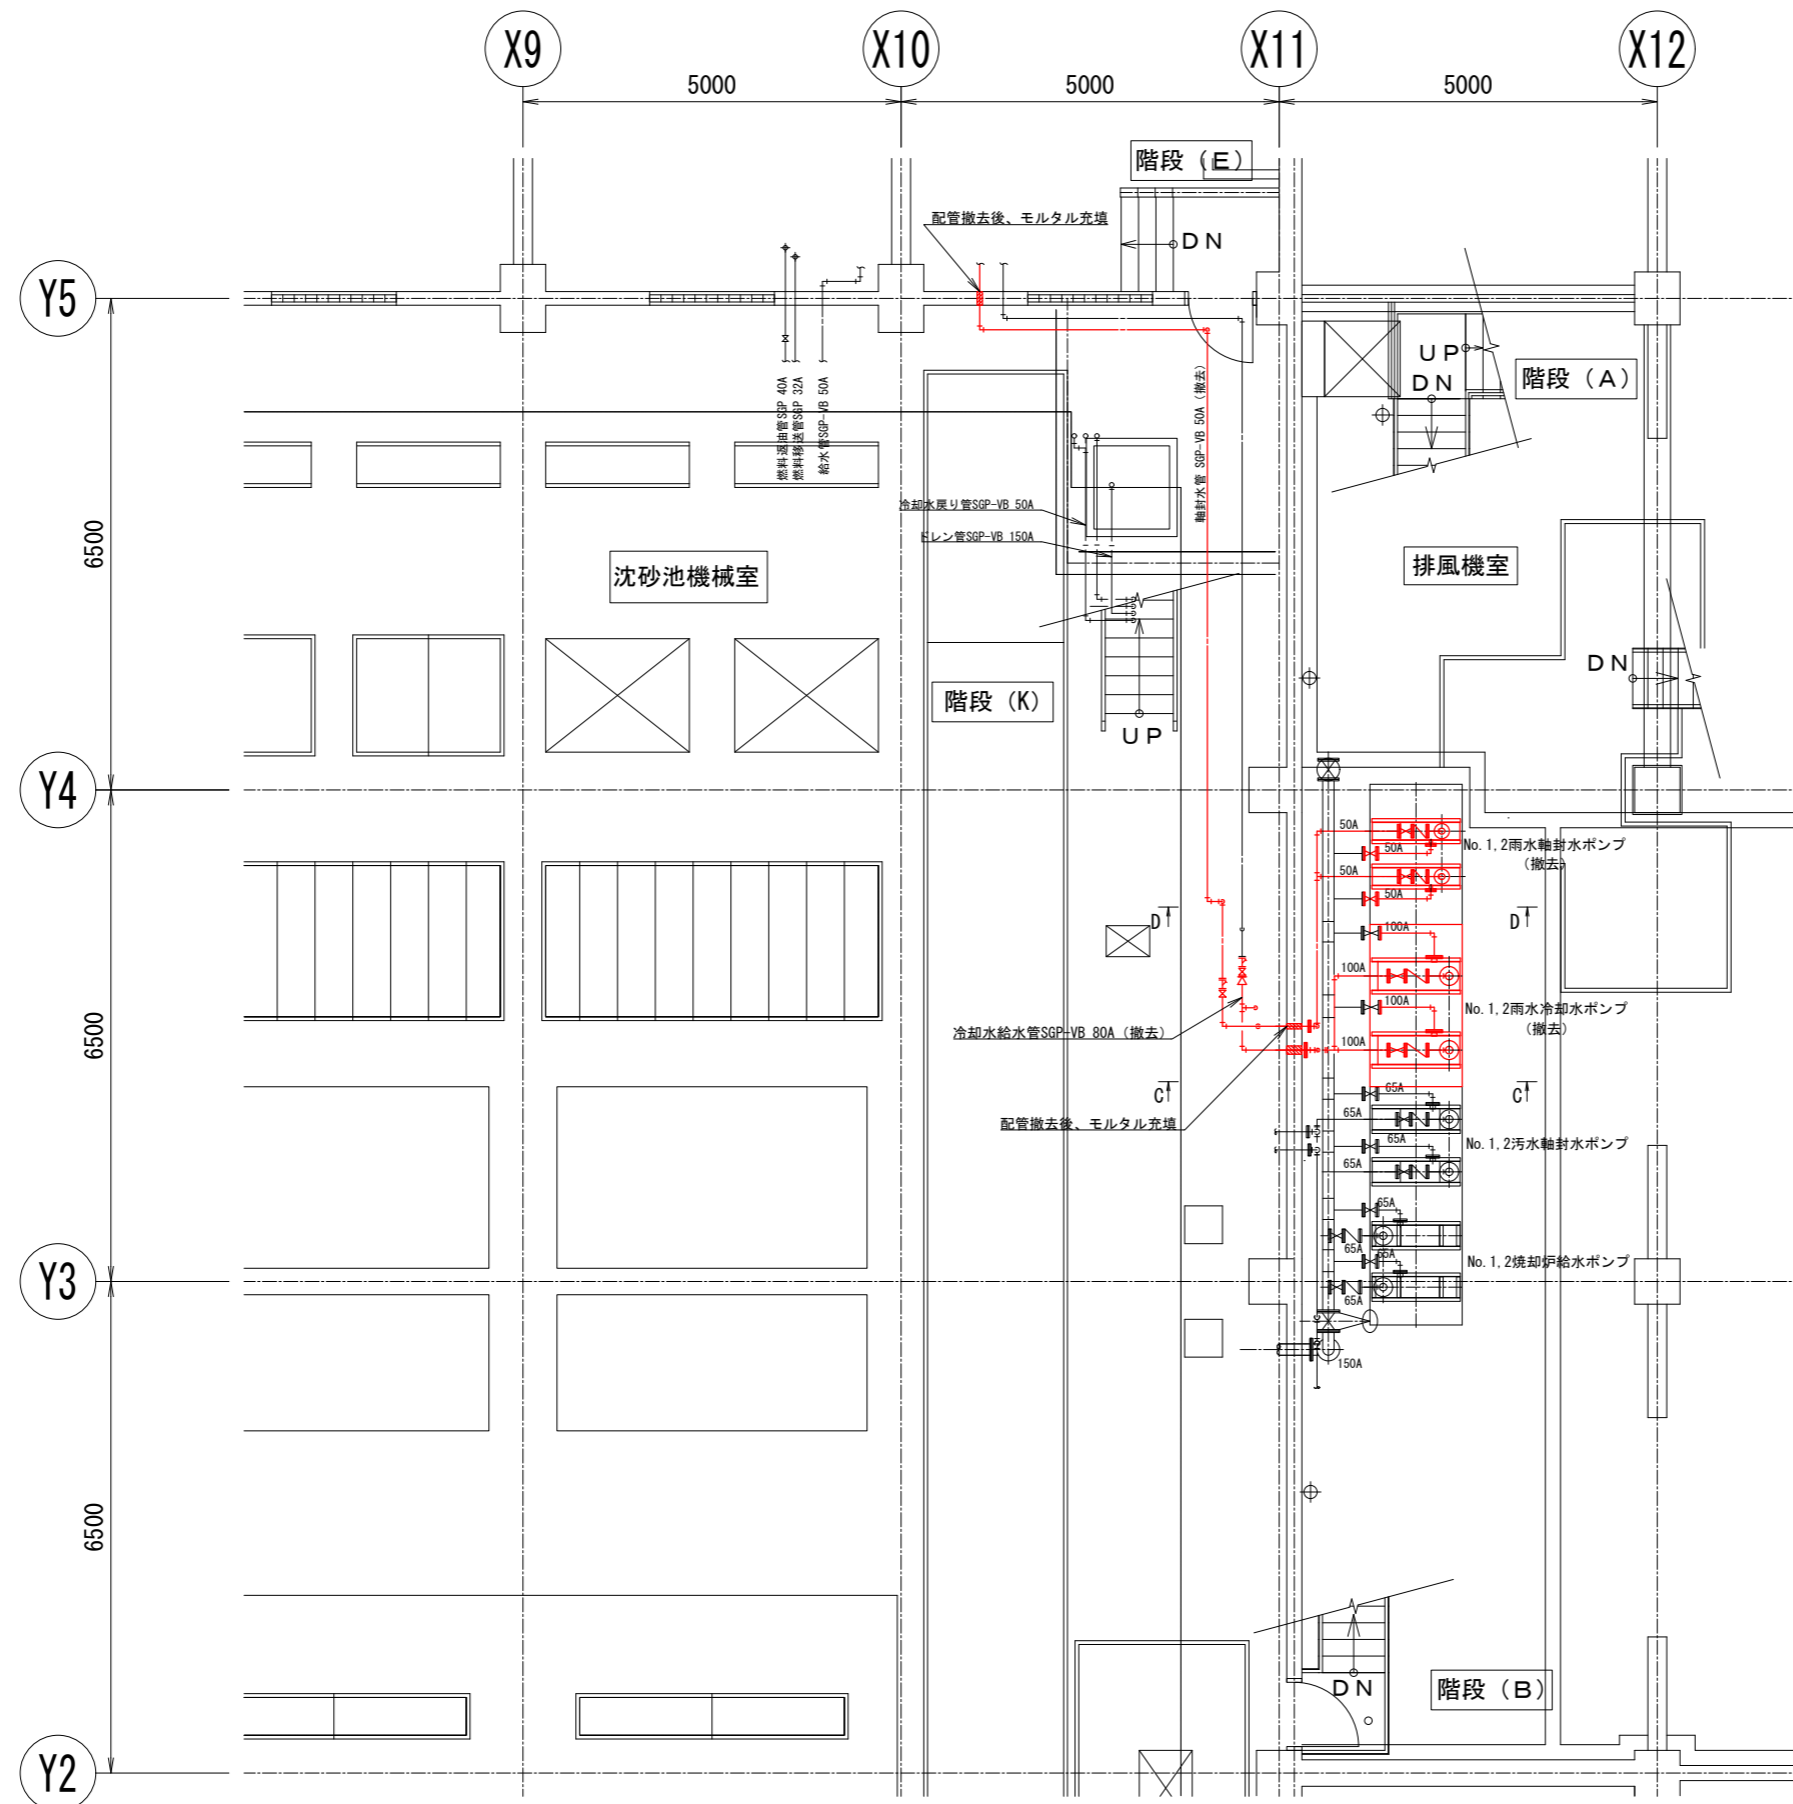 X9
X10
X11
X12
5000
5000
5000
階段（E）
配管撤去後、モルタル充填
DN
Y5
燃料返油管SGP 40A
燃料移送管SGP 32A
給水管SGP-VB 50A
軸封水管 SGP-VB 50A（撤去）
UP
DN
階段（A）
冷却水戻り管SGP-VB 50A
ドレン管SGP-VB 150A
6500
沈砂池機械室
排風機室
階段（K）
UP
DN
Y4
50A
No.1,2雨水軸封水ポンプ
（撤去）
50A
50A
50A
D
D
100A
100A
100A
No.1,2雨水冷却水ポンプ
（撤去）
6500
冷却水給水管SGP-VB 80A（撤去）
100A
C
C
65A
配管撤去後、モルタル充填
65A
65A
No.1,2汚水軸封水ポンプ
65A
65A
65A
65A
No.1,2焼却炉給水ポンプ
Y3
65A
150A
6500
DN
階段（B）
Y2